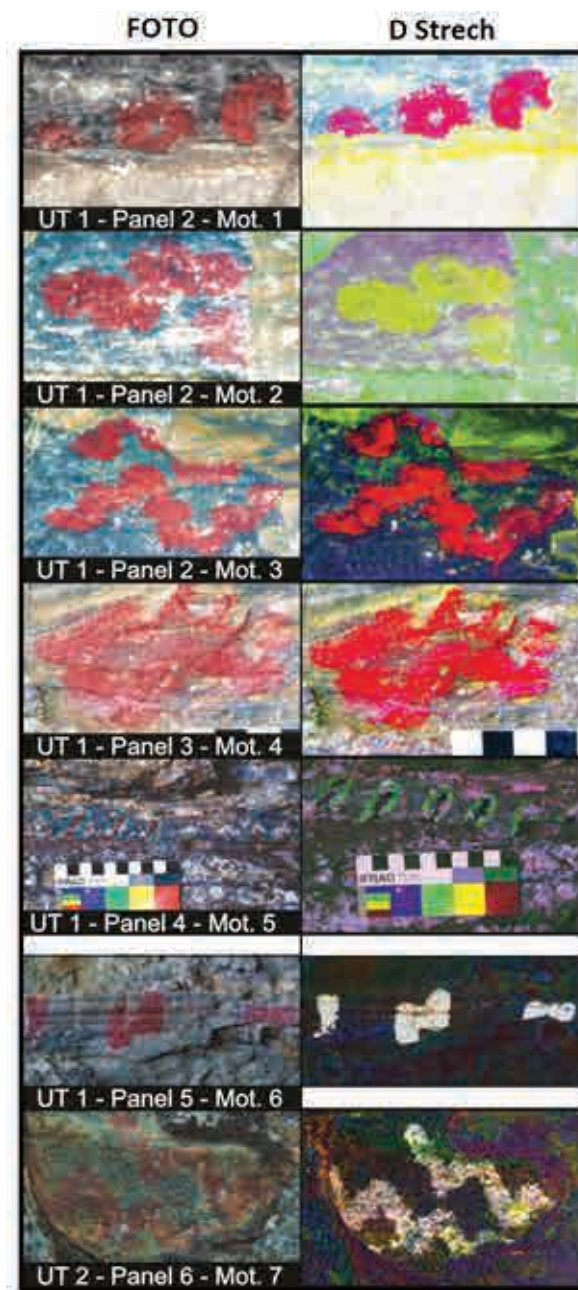 FOTO
D Strech
UT 1 - Panel 2 - Mot. 1
UT 1 - Panel 2 - Mot. 2
UT 1 - Panel 2 - Mot. 3
UT 1 - Panel 3 - Mot. 4
IFRAO
IFRAO
UT 1 - Panel 4 - Mot. 5
UT 1 - Panel 5 - Mot. 6
UT 2 - Panel 6 - Mot. 7